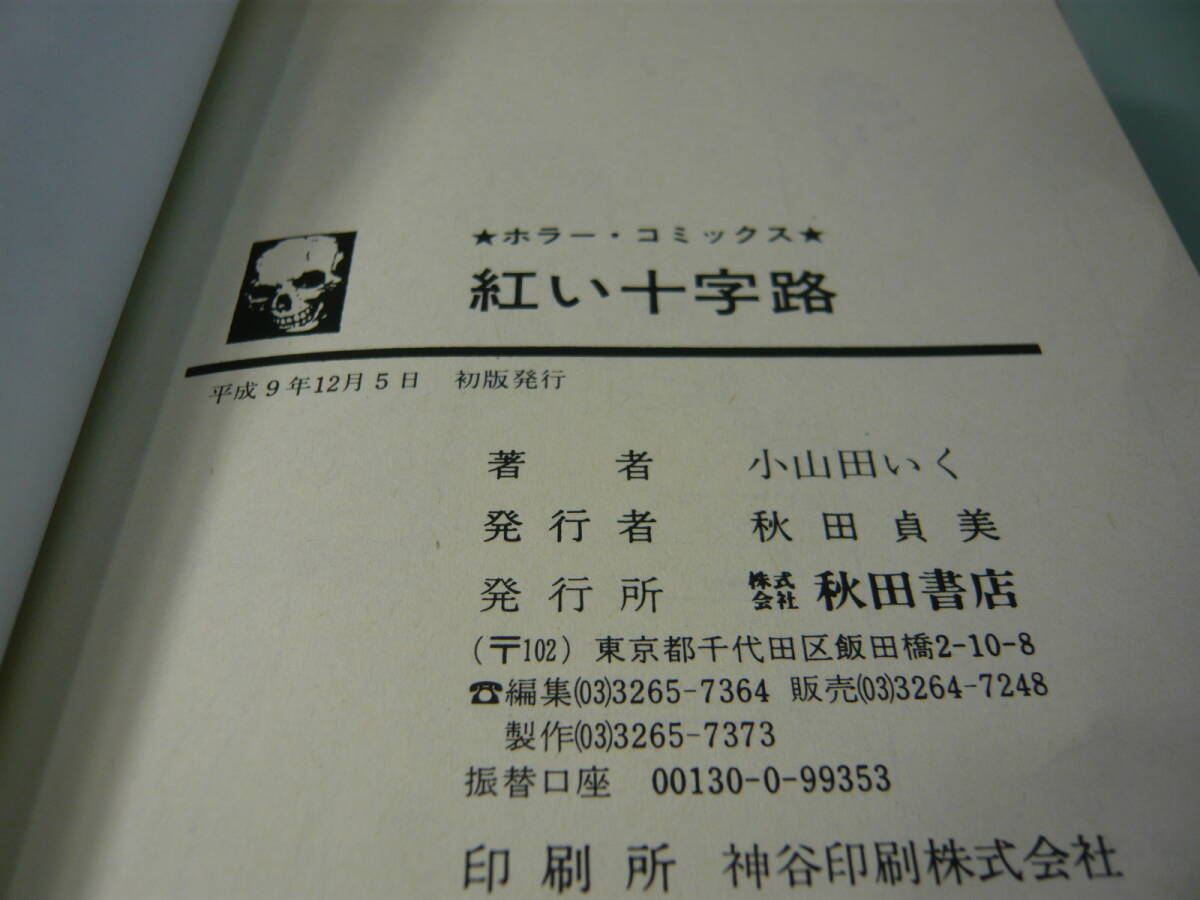 ★ホラー・コミックス★
紅い十字路
平成9年12月5日 初版発行
著者 小山田いく
発行者 秋田貞美
発行所 株式会社 秋田書店
(〒102) 東京都千代田区飯田橋2-10-8
☎編集(03)3265-7364 販売(03)3264-7248
製作(03)3265-7373
振替口座 00130-0-99353
印刷所 神谷印刷株式会社